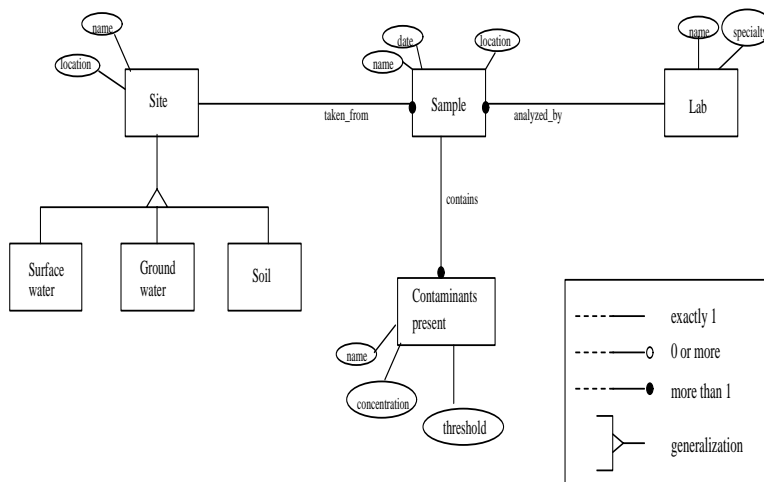 name
location
Site
date
name
location
Sample
name
specialty
Lab
taken_from
analyzed_by
contains
Surface
water
Ground
water
Soil
Contaminants
present
name
concentration
threshold
exactly 1
0 or more
more than 1
generalization